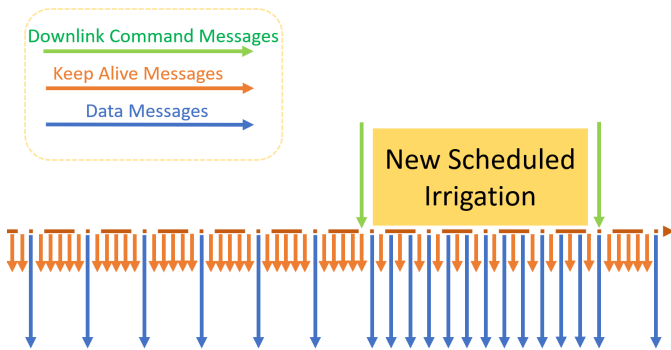 Downlink Command Messages
Keep Alive Messages
Data Messages
New Scheduled
Irrigation